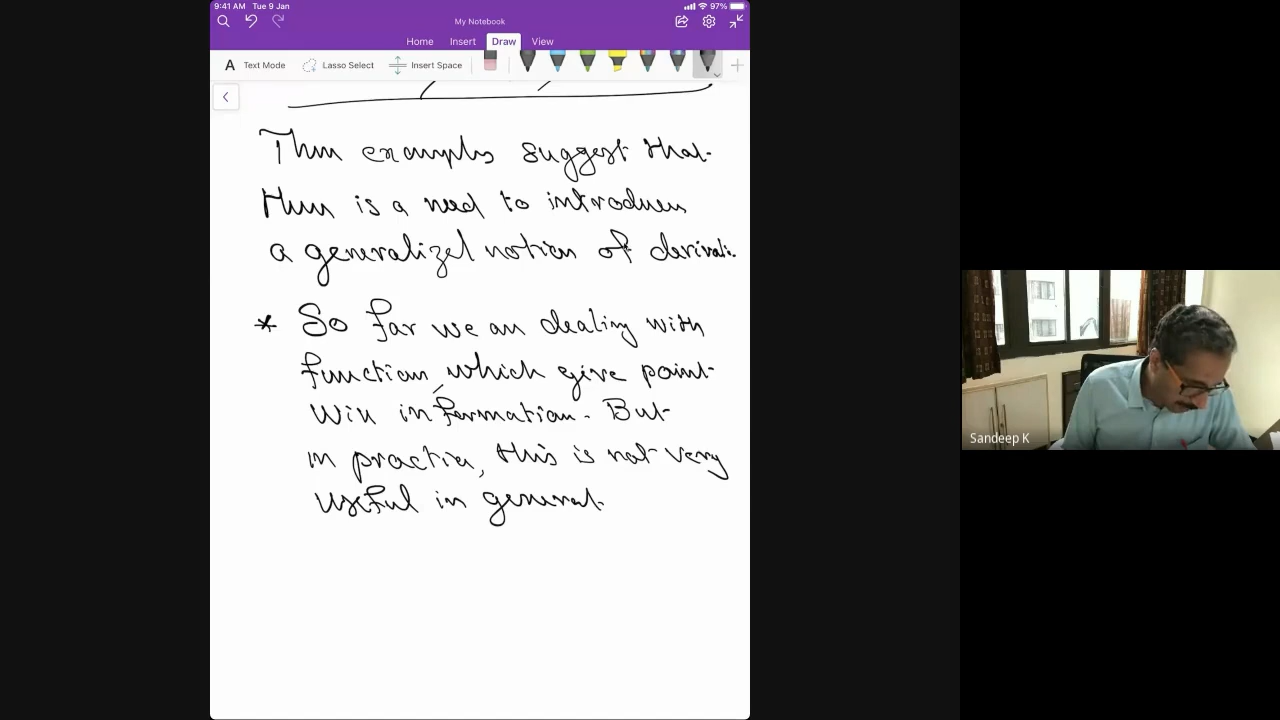 9:41 AM Tue 9 Jan
97%
My Notebook
Home Insert Draw View
A Text Mode Lasso Select Insert Space
These examples suggest that
there is a need to introduce
a generalized notion of derivati.
* So far we are dealing with
function, which give point-
wise information. But
in practice, this is not very
useful in general.
Sandeep K